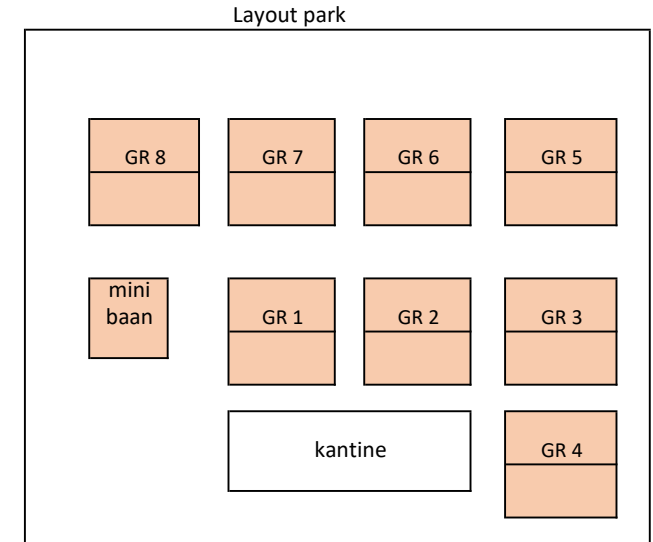 Layout park
GR 8
GR 7
GR 6
GR 5
mini
baan
GR 1
GR 2
GR 3
kantine
GR 4